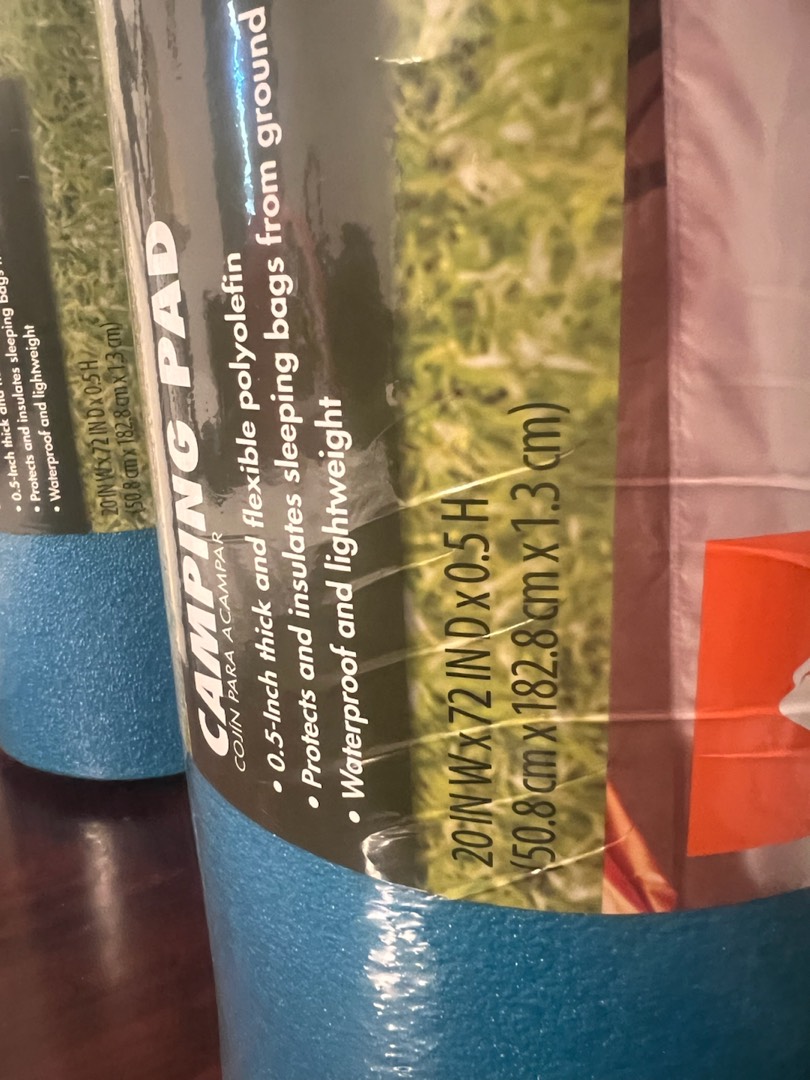 CAMPING PAD
COJÍN PARA ACAMPAR
• 0.5-Inch thick and flexible polyolefin
• Protects and insulates sleeping bags from ground
• Waterproof and lightweight
20 IN W x 72 IN D x 0.5 H
(50.8 cm x 182.8 cm x 1.3 cm)
• 0.5-Inch thick and
• Protects and insulates sleeping bags
• Waterproof and lightweight
20 IN W x 72 IN D x 0.5 H
(50.8 cm x 182.8 cm x 1.3 cm)